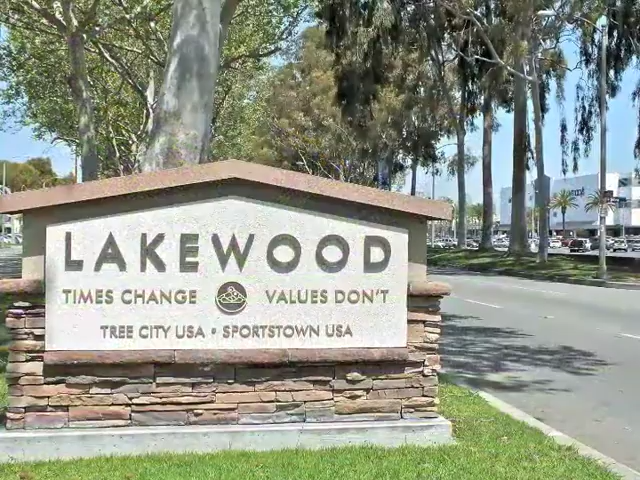 LAKEWOOD
TIMES CHANGE VALUES DON'T
TREE CITY USA • SPORTSTOWN USA